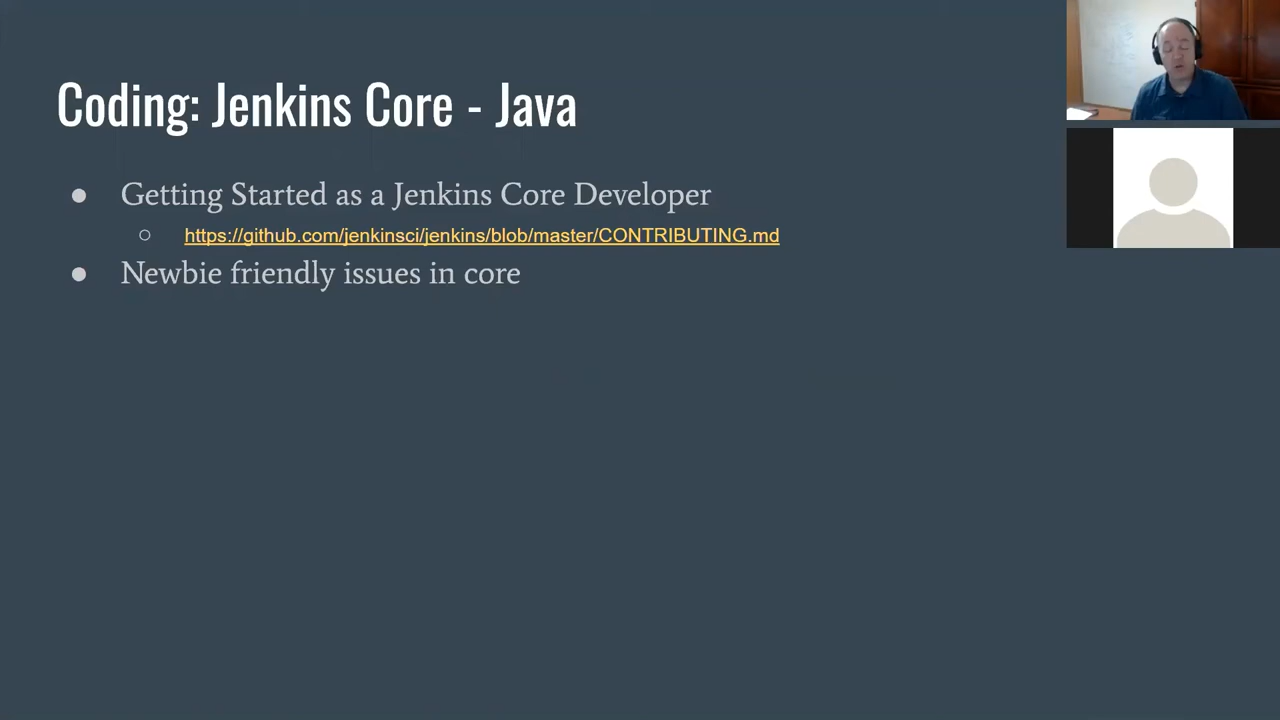 Coding: Jenkins Core - Java
● Getting Started as a Jenkins Core Developer
○ https://github.com/jenkinsci/jenkins/blob/master/CONTRIBUTING.md
● Newbie friendly issues in core